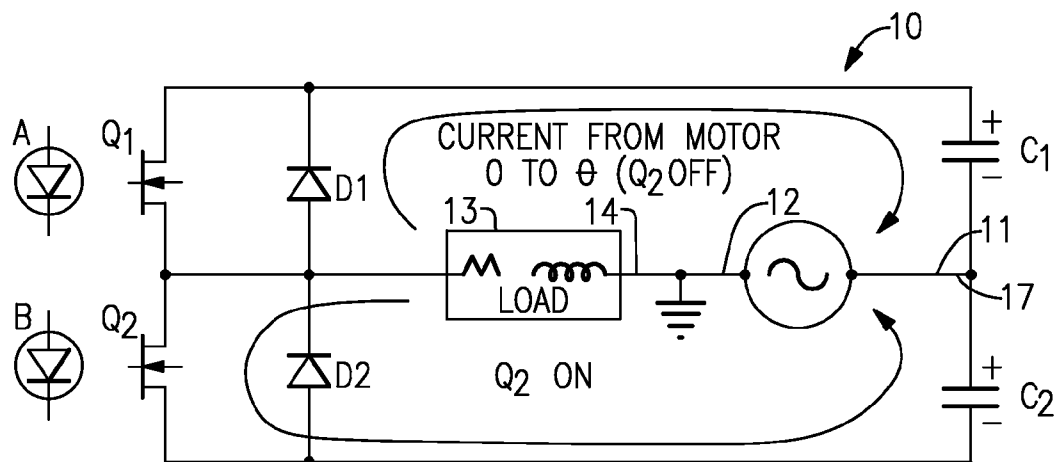 10
A
Q1
D1
CURRENT FROM MOTOR
0 TO θ (Q2 OFF)
+
C1
−
13
14
12
11
17
LOAD
B
Q2
D2
Q2 ON
+
C2
−